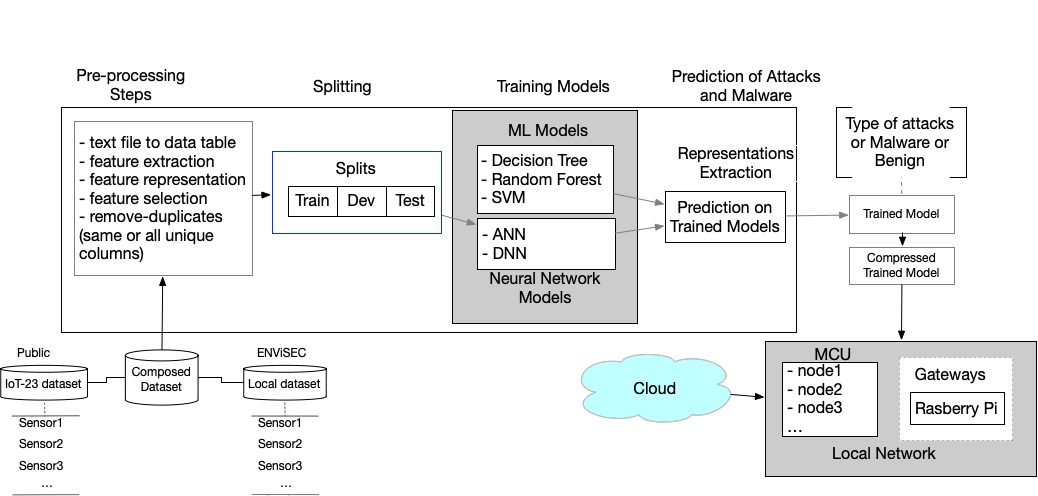 Pre-processing
Steps
Splitting
Training Models
Prediction of Attacks
and Malware
- text file to data table
- feature extraction
- feature representation
- feature selection
- remove-duplicates
(same or all unique
columns)
Splits
Train
Dev
Test
ML Models
- Decision Tree
- Random Forest
- SVM
- ANN
- DNN
Neural Network
Models
Representations
Extraction
Prediction on
Trained Models
Type of attacks
or Malware or
Benign
Trained Model
Compressed
Trained Model
Public
IoT-23 dataset
Sensor1
Sensor2
Sensor3
...
Composed
Dataset
ENViSEC
Local dataset
Sensor1
Sensor2
Sensor3
...
Cloud
MCU
- node1
- node2
- node3
...
Gateways
Rasberry Pi
Local Network